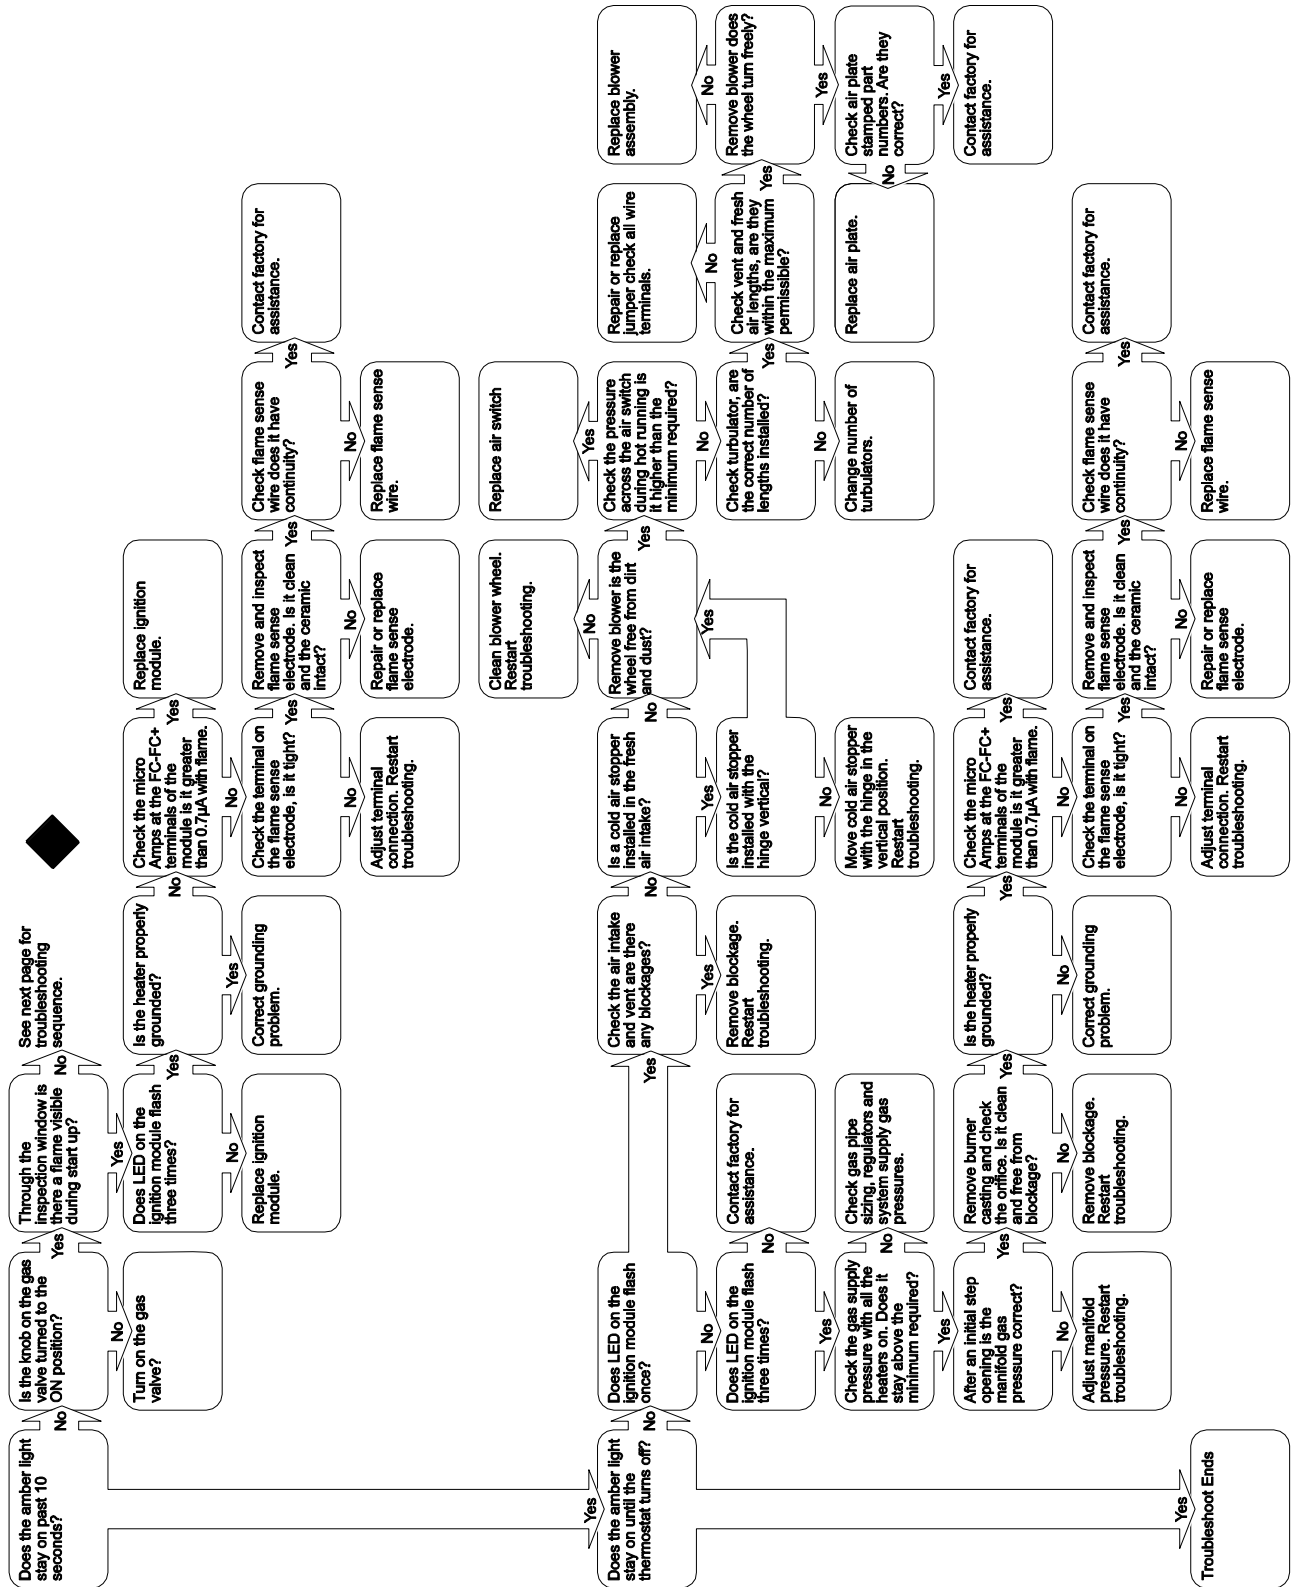 Does the amber light
stay on past 10
seconds?
No
Is the knob on the gas
valve turned to the
ON position?
Yes
Through the
inspection window is
there a flame visible
during start up?
No
See next page for
troubleshooting
sequence.
No
Turn on the gas
valve?
Yes
Does LED on the
ignition module flash
three times?
Yes
Is the heater properly
grounded?
No
Check the micro
Amps at the FC-FC+
terminals of the
module is it greater
than 0.7µA with flame.
Yes
Replace ignition
module.
No
Replace ignition
module.
Yes
Correct grounding
problem.
No
Check the terminal on
the flame sense
electrode, is it tight?
Yes
Remove and inspect
flame sense
electrode. Is it clean
and the ceramic
intact?
Yes
Check flame sense
wire does it have
continuity?
Yes
Contact factory for
assistance.
No
Adjust terminal
connection. Restart
troubleshooting.
No
Repair or replace
flame sense
electrode.
No
Replace flame sense
wire.
Yes
Does the amber light
stay on until the
thermostat turns off?
No
Does LED on the
ignition module flash
once?
Yes
Check the air intake
and vent are there
any blockages?
No
Is a cold air stopper
installed in the fresh
air intake?
No
Remove blower is the
wheel free from dirt
and dust?
No
Clean blower wheel.
Restart
troubleshooting.
Yes
Check the pressure
across the air switch
during hot running is
it higher than the
minimum required?
Yes
Replace air switch
Yes
Remove blockage.
Restart
troubleshooting.
Yes
Is the cold air stopper
installed with the
hinge vertical?
Yes
No
Move cold air stopper
with the hinge in the
vertical position.
Restart
troubleshooting.
No
Check turbulator, are
the correct number of
lengths installed?
No
Change number of
turbulators.
Yes
Check vent and fresh
air lengths, are they
within the maximum
permissible?
No
Repair or replace
jumper check all wire
terminals.
Yes
Remove blower does
the wheel turn freely?
No
Replace blower
assembly.
Yes
Check air plate
stamped part
numbers. Are they
correct?
No
Replace air plate.
Yes
Contact factory for
assistance.
No
Does LED on the
ignition module flash
three times?
No
Contact factory for
assistance.
Yes
Check the gas supply
pressure with all the
heaters on. Does it
stay above the
minimum required?
No
Check gas pipe
sizing, regulators and
system supply gas
pressures.
Yes
After an initial step
opening is the
manifold gas
pressure correct?
Yes
Remove burner
casting and check
the orifice. Is it clean
and free from
blockage?
Yes
Is the heater properly
grounded?
Yes
Check the micro
Amps at the FC-FC+
terminals of the
module is it greater
than 0.7µA with flame.
Yes
Contact factory for
assistance.
No
Adjust manifold
pressure. Restart
troubleshooting.
No
Remove blockage.
Restart
troubleshooting.
No
Correct grounding
problem.
No
Check the terminal on
the flame sense
electrode, is it tight?
Yes
Remove and inspect
flame sense
electrode. Is it clean
and the ceramic
intact?
Yes
Check flame sense
wire does it have
continuity?
Yes
Contact factory for
assistance.
No
Adjust terminal
connection. Restart
troubleshooting.
No
Repair or replace
flame sense
electrode.
No
Replace flame sense
wire.
Yes
Troubleshoot Ends